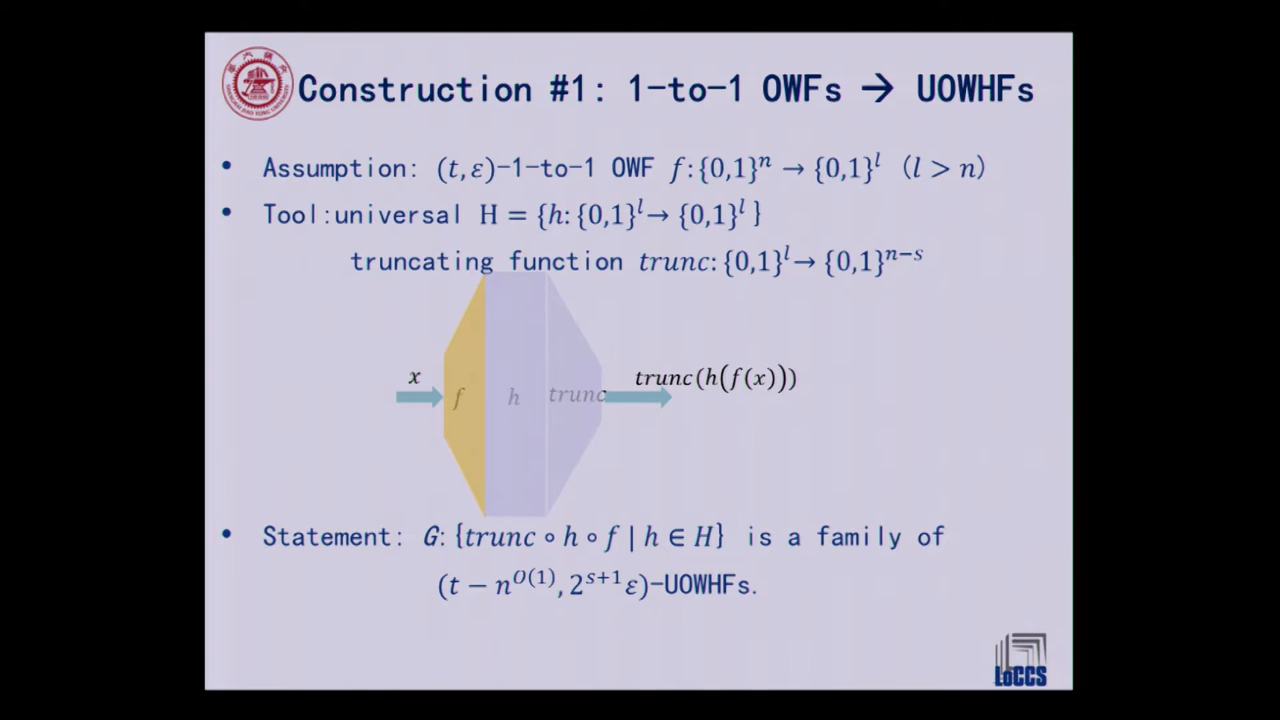 Construction #1: 1-to-1 OWFs → UOWHFs
• Assumption: (t,ε)-1-to-1 OWF f:{0,1}ⁿ → {0,1}ˡ (l > n)
• Tool:universal H = {h:{0,1}ˡ→ {0,1}ˡ }
truncating function trunc:{0,1}ˡ→ {0,1}ⁿ⁻ˢ
x
trunc(h(f(x)))
f h trunc
• Statement: G: {trunc ∘ h ∘ f | h ∈ H} is a family of
(t − n^{O(1)}, 2^{s+1}ε)-UOWHFs.
LoCCS